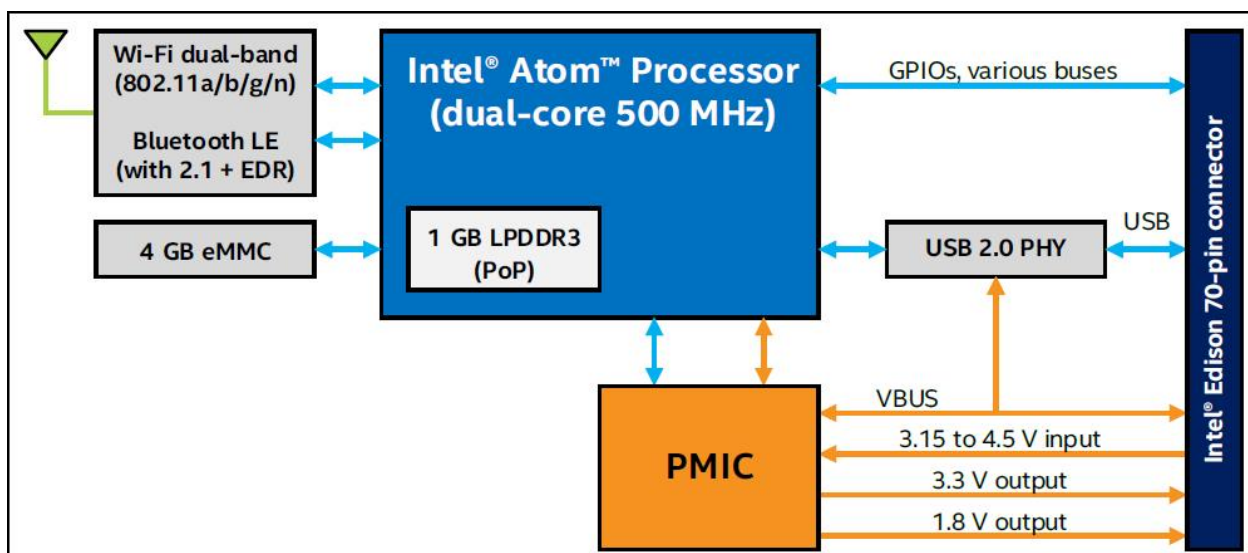 Wi-Fi dual-band
(802.11a/b/g/n)
Bluetooth LE
(with 2.1 + EDR)
4 GB eMMC
Intel® Atom™ Processor
(dual-core 500 MHz)
1 GB LPDDR3
(PoP)
GPIOs, various buses
USB 2.0 PHY
USB
PMIC
VBUS
3.15 to 4.5 V input
3.3 V output
1.8 V output
Intel® Edison 70-pin connector